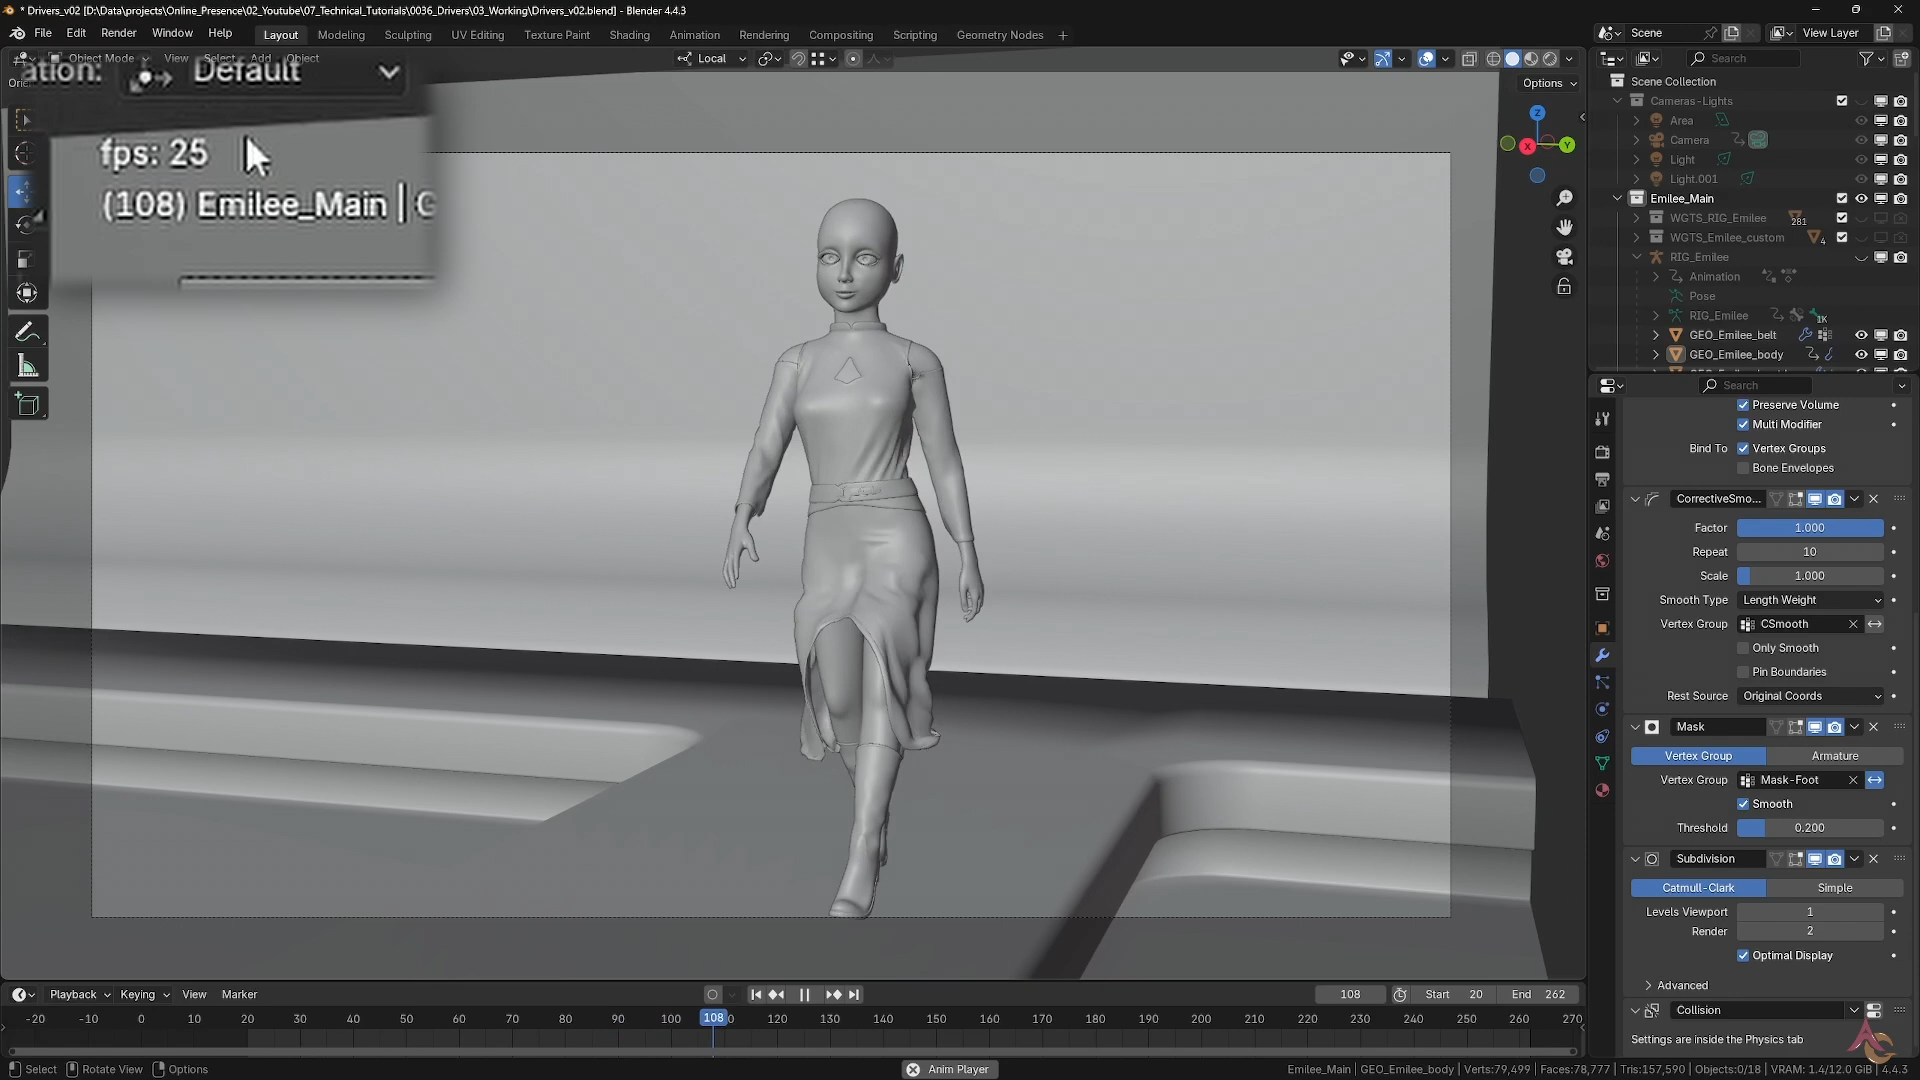 * Drivers_v02 [D:\Data\projects\Online_Presence\02_Youtube\07_Technical_Tutorials\0036_Drivers\03_Working\Drivers_v02.blend] - Blender 4.4.3
File Edit Render Window Help
Layout Modeling Sculpting UV Editing Texture Paint Shading Animation Rendering Compositing Scripting Geometry Nodes +
Scene View Layer
Object Mode View Select Add Object
Local
Search
ation: Default
Options
fps: 25
(108) Emilee_Main | G
Scene Collection
Cameras-Lights
Area
Camera
Light
Light.001
Emilee_Main
WGTS_RIG_Emilee 281
WGTS_Emilee_custom 4
RIG_Emilee
Animation
Pose
RIG_Emilee 1K
GEO_Emilee_belt
GEO_Emilee_body
Z
X Y
Search
Preserve Volume
Multi Modifier
Bind To Vertex Groups
Bone Envelopes
CorrectiveSmo...
Factor 1.000
Repeat 10
Scale 1.000
Smooth Type Length Weight
Vertex Group CSmooth
Only Smooth
Pin Boundaries
Rest Source Original Coords
Mask
Vertex Group Armature
Vertex Group Mask-Foot
Smooth
Threshold 0.200
Subdivision
Catmull-Clark Simple
Levels Viewport 1
Render 2
Optimal Display
Advanced
Collision
Settings are inside the Physics tab
Playback Keying View Marker
108 Start 20 End 262
-20 -10 0 10 20 30 40 50 60 70 80 90 100 108 120 130 140 150 160 170 180 190 200 210 220 230 240 250 260 270
Select Rotate View Options
Anim Player
Emilee_Main | GEO_Emilee_body | Verts:79,499 | Faces:78,777 | Tris:157,590 | Objects:0/18 | VRAM: 1.4/12.0 GiB | 4.4.3